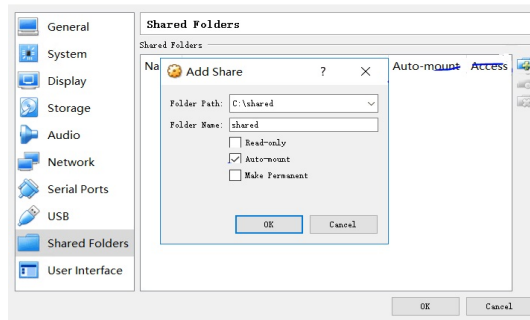 General
System
Display
Storage
Audio
Network
Serial Ports
USB
Shared Folders
User Interface
Shared Folders
Shared Folders
Na
Auto-mount Access
Add Share ?
Folder Path: C:\shared
Folder Name: shared
Read-only
Auto-mount
Make Permanent
OK Cancel
OK Cancel